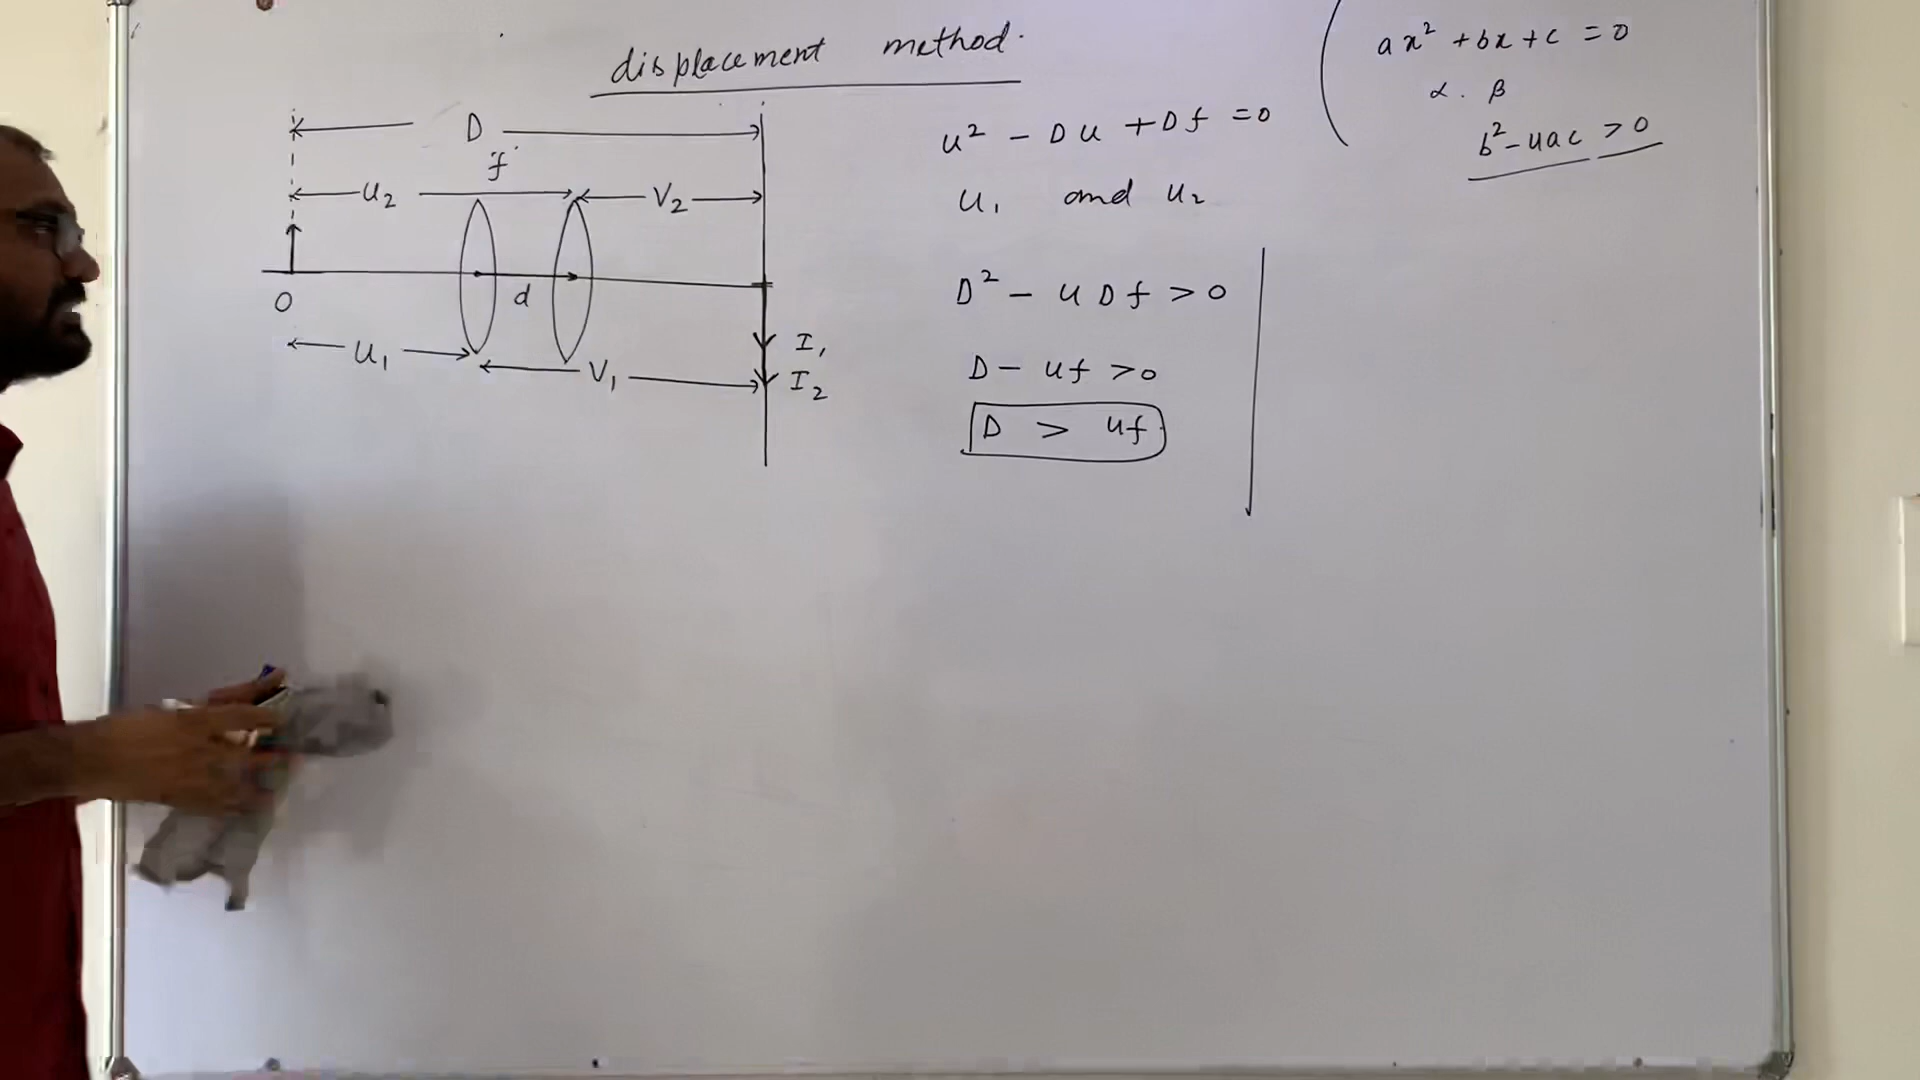 displacement method.
D
f
u₂ V₂
O d
u₁ V₁
I₁
I₂
u² - Du + Df = 0
u₁ and u₂
D² - 4Df > 0
D - 4f > 0
D > 4f
ax² + bx + c = 0
α . β
b² - 4ac > 0